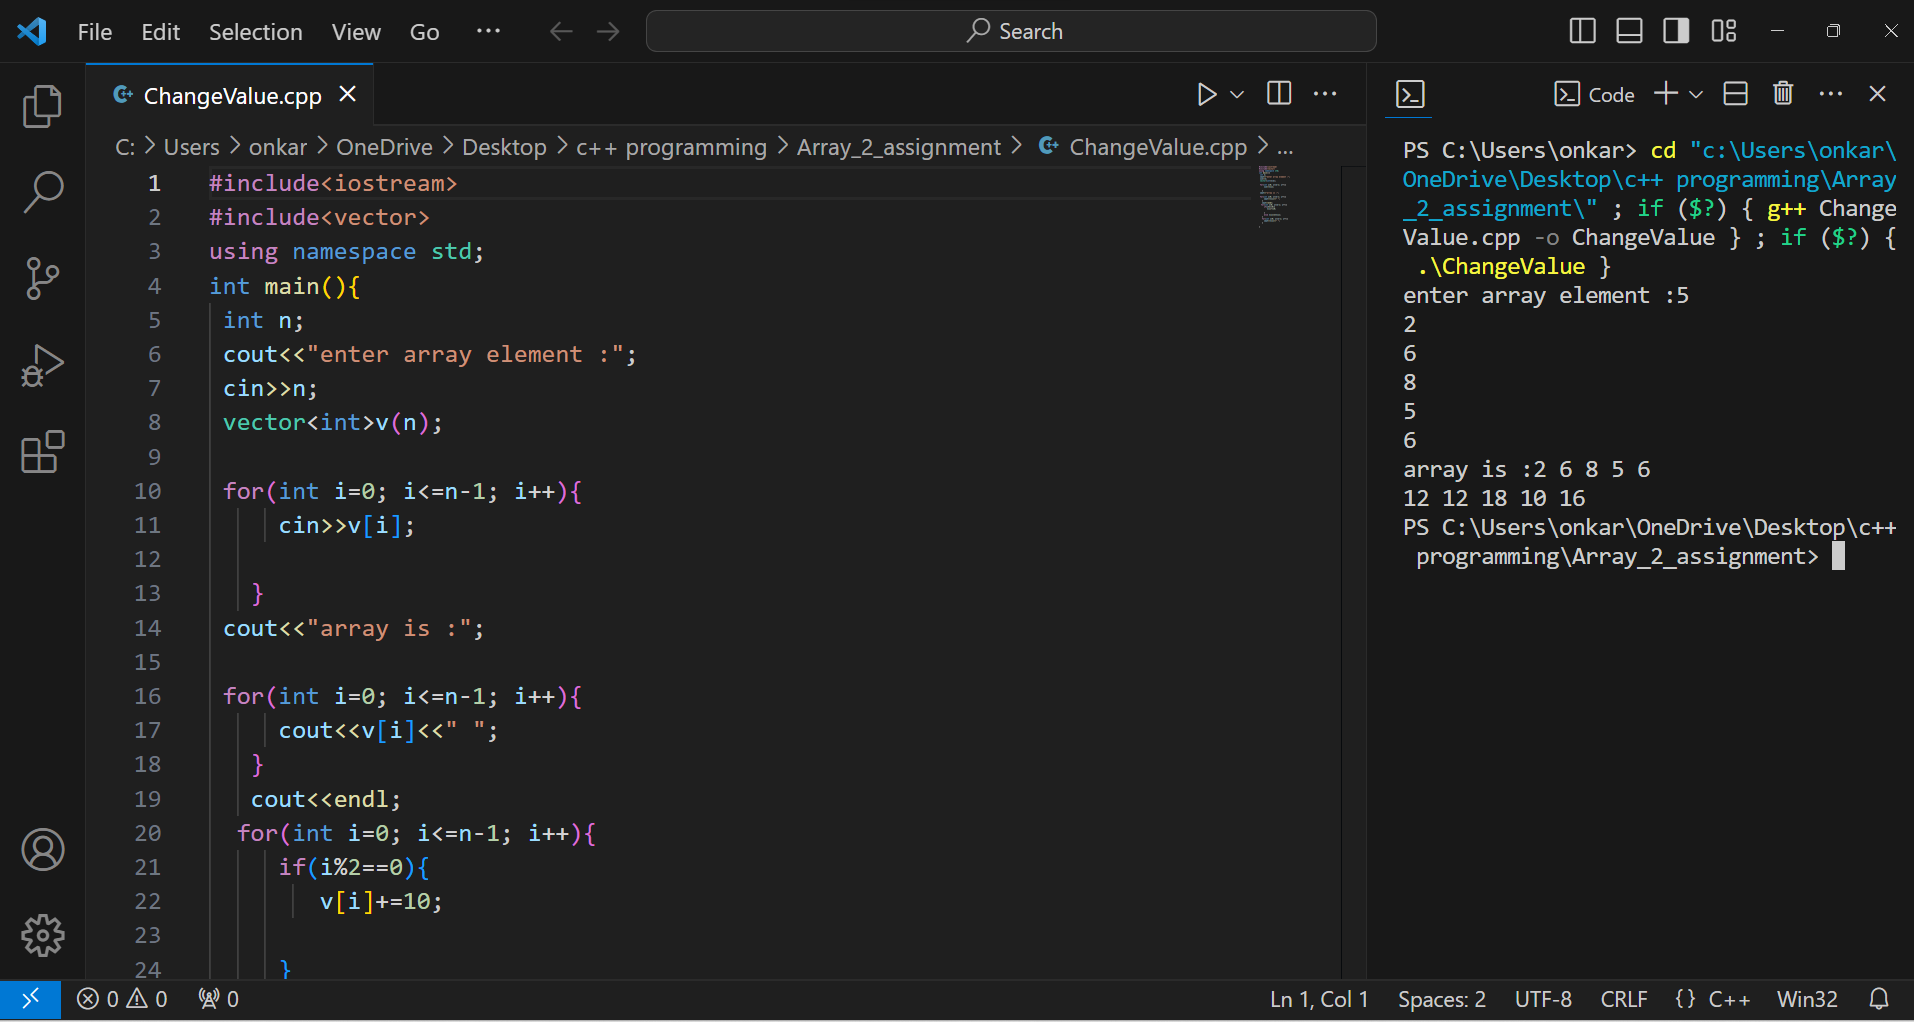 File Edit Selection View Go ··· Search
ChangeValue.cpp
C: > Users > onkar > OneDrive > Desktop > c++ programming > Array_2_assignment > ChangeValue.cpp > ...
1 #include<iostream>
2 #include<vector>
3 using namespace std;
4 int main(){
5 int n;
6 cout<<"enter array element :";
7 cin>>n;
8 vector<int>v(n);
9
10 for(int i=0; i<=n-1; i++){
11 cin>>v[i];
12
13 }
14 cout<<"array is :";
15
16 for(int i=0; i<=n-1; i++){
17 cout<<v[i]<<" ";
18 }
19 cout<<endl;
20 for(int i=0; i<=n-1; i++){
21 if(i%2==0){
22 v[i]+=10;
23
24 }
Code
PS C:\Users\onkar> cd "c:\Users\onkar\
OneDrive\Desktop\c++ programming\Array
_2_assignment\" ; if ($?) { g++ Change
Value.cpp -o ChangeValue } ; if ($?) {
.\ChangeValue }
enter array element :5
2
6
8
5
6
array is :2 6 8 5 6
12 12 18 10 16
PS C:\Users\onkar\OneDrive\Desktop\c++
programming\Array_2_assignment>
0 0 0 Ln 1, Col 1 Spaces: 2 UTF-8 CRLF {} C++ Win32